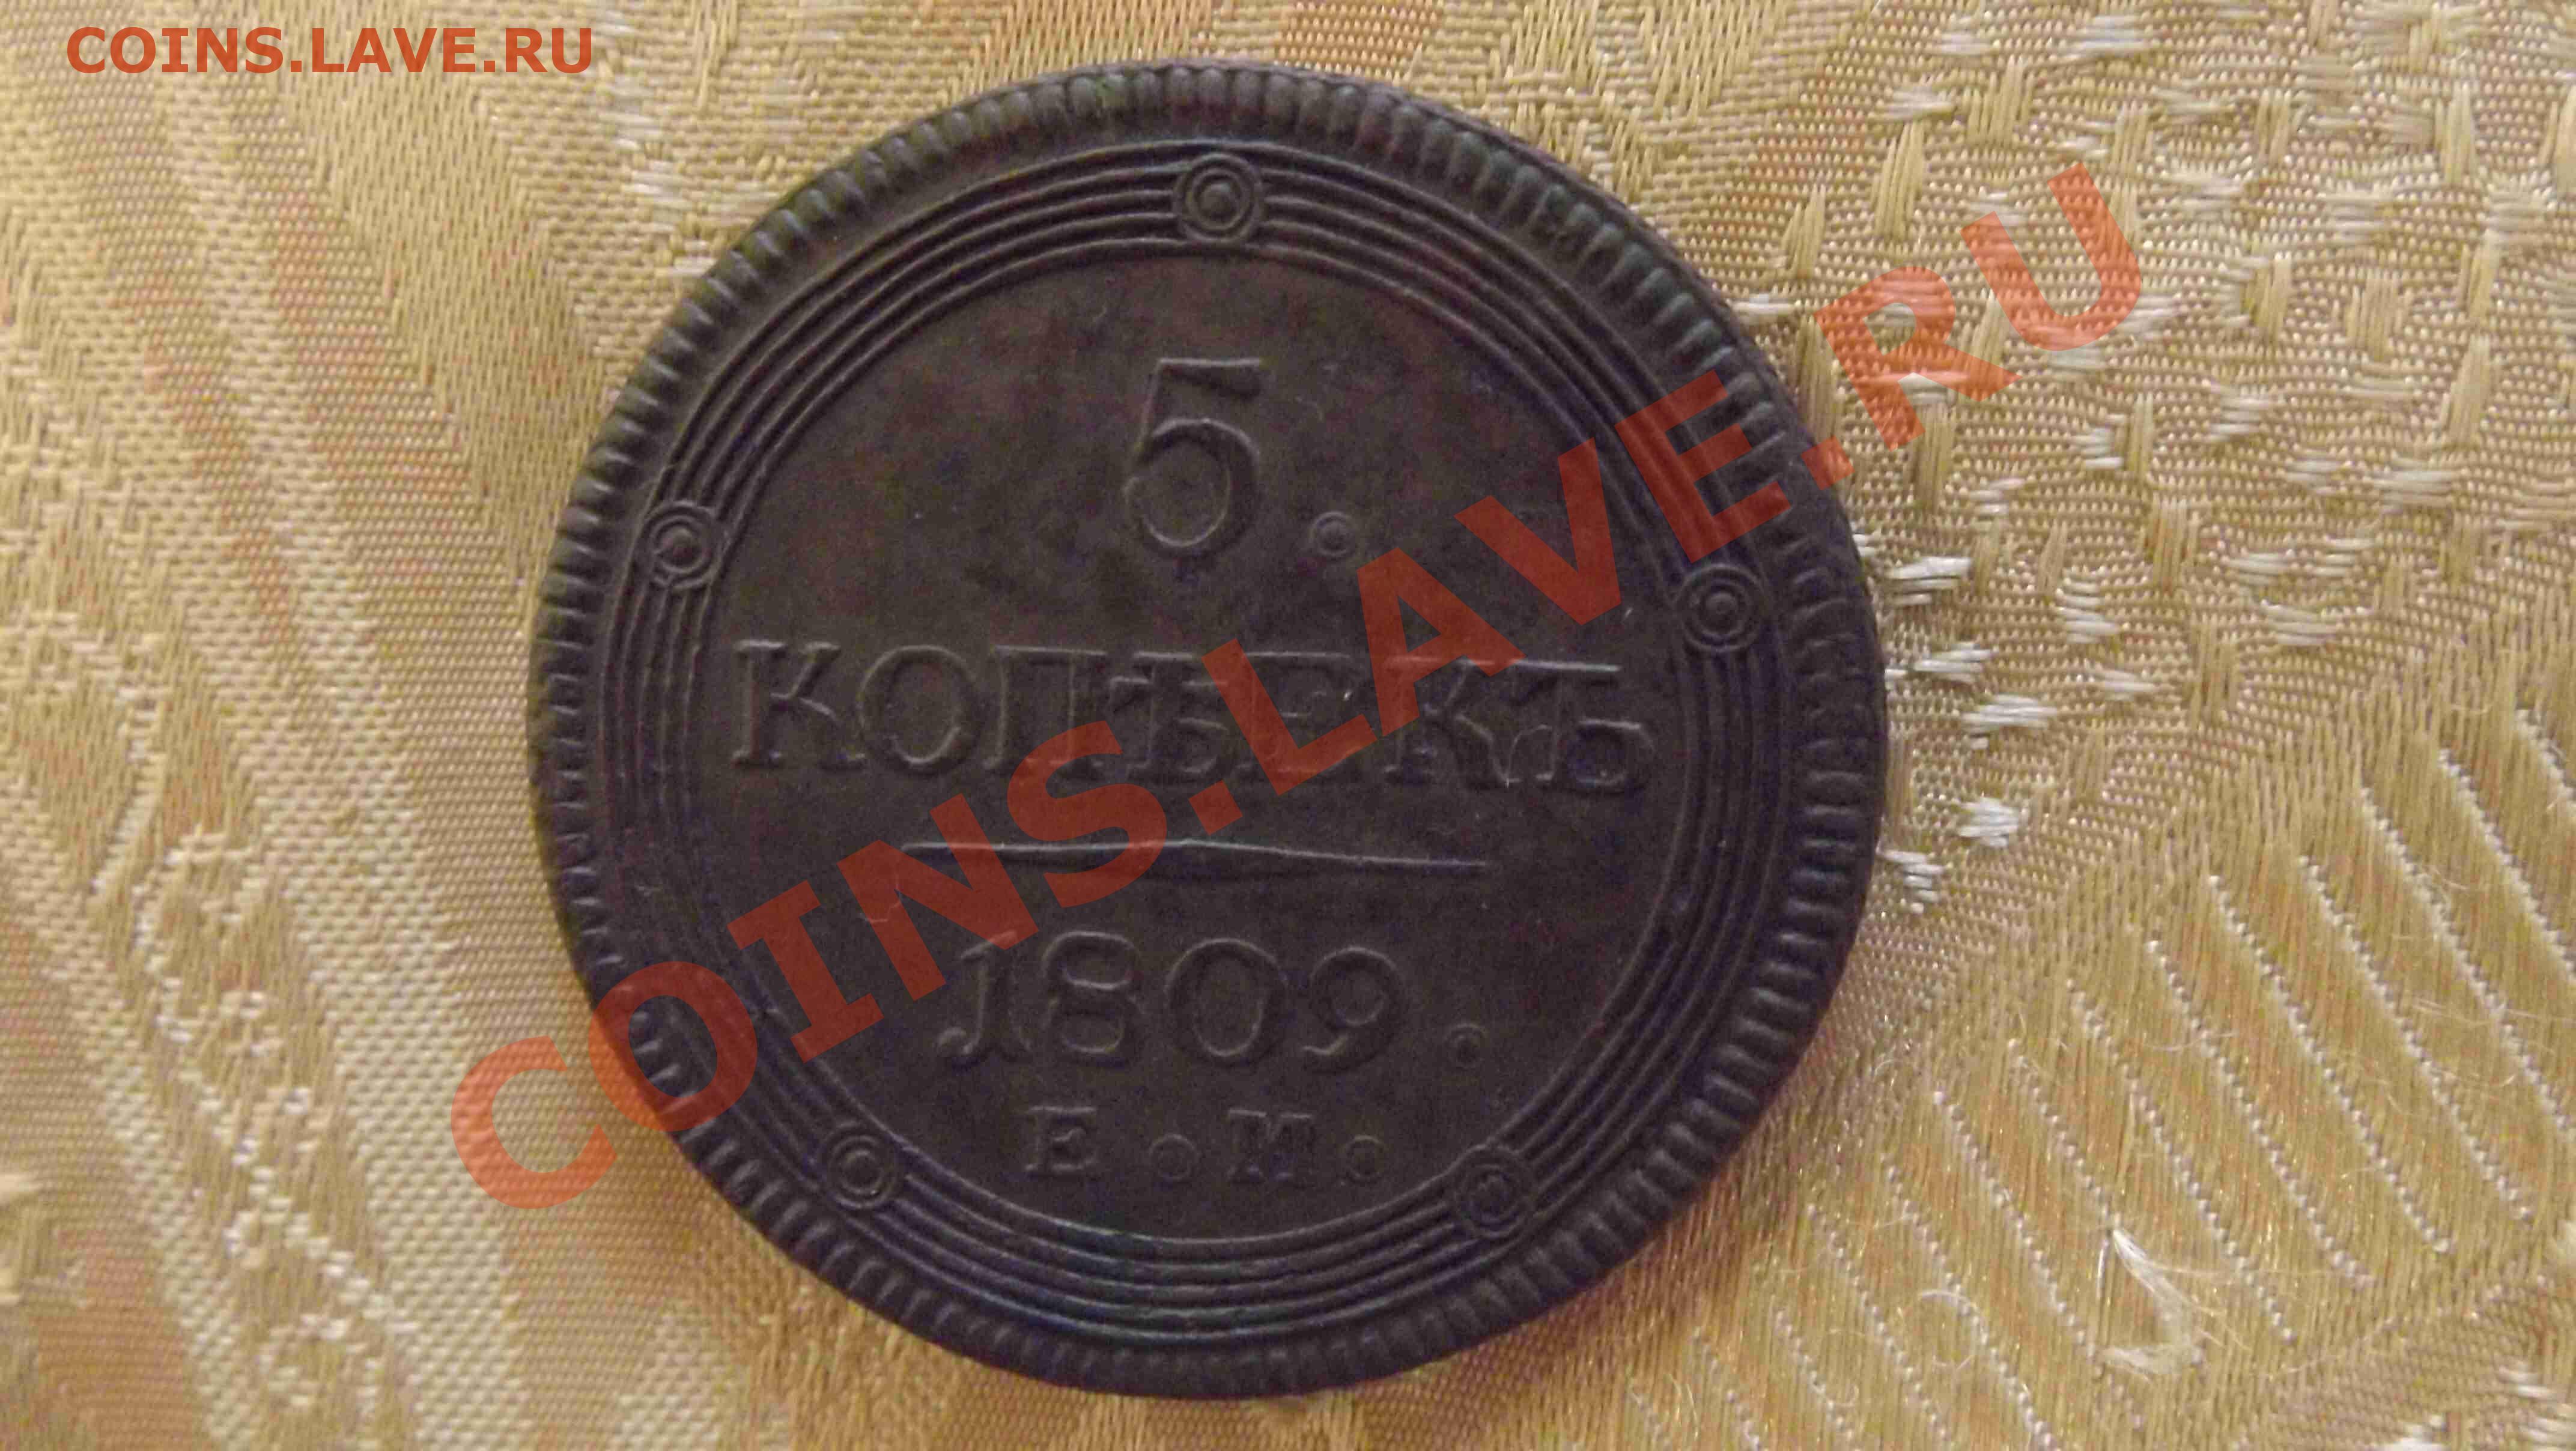 COINS.LAVE.RU
5.
КОПѢЕКЪ
1809.
Е.М.
COINS.LAVE.RU